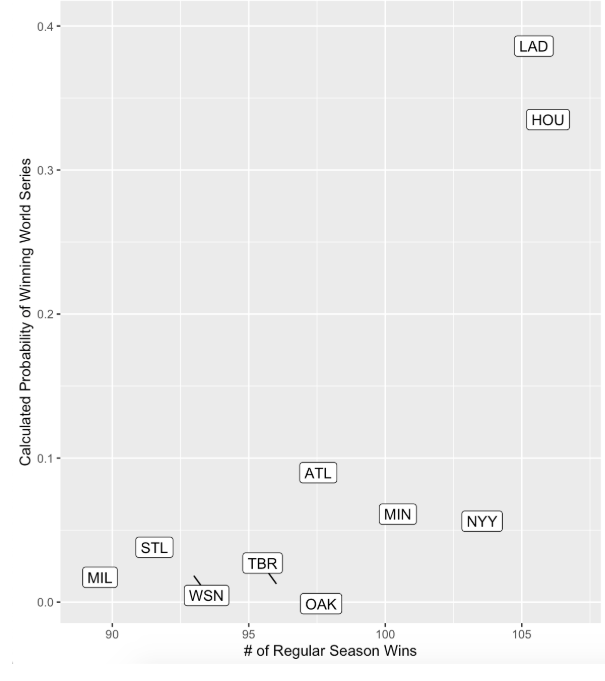 Calculated Probability of Winning World Series
0.4
0.3
0.2
0.1
0.0
LAD
HOU
ATL
MIN
NYY
STL
TBR
MIL
WSN
OAK
90 95 100 105
# of Regular Season Wins